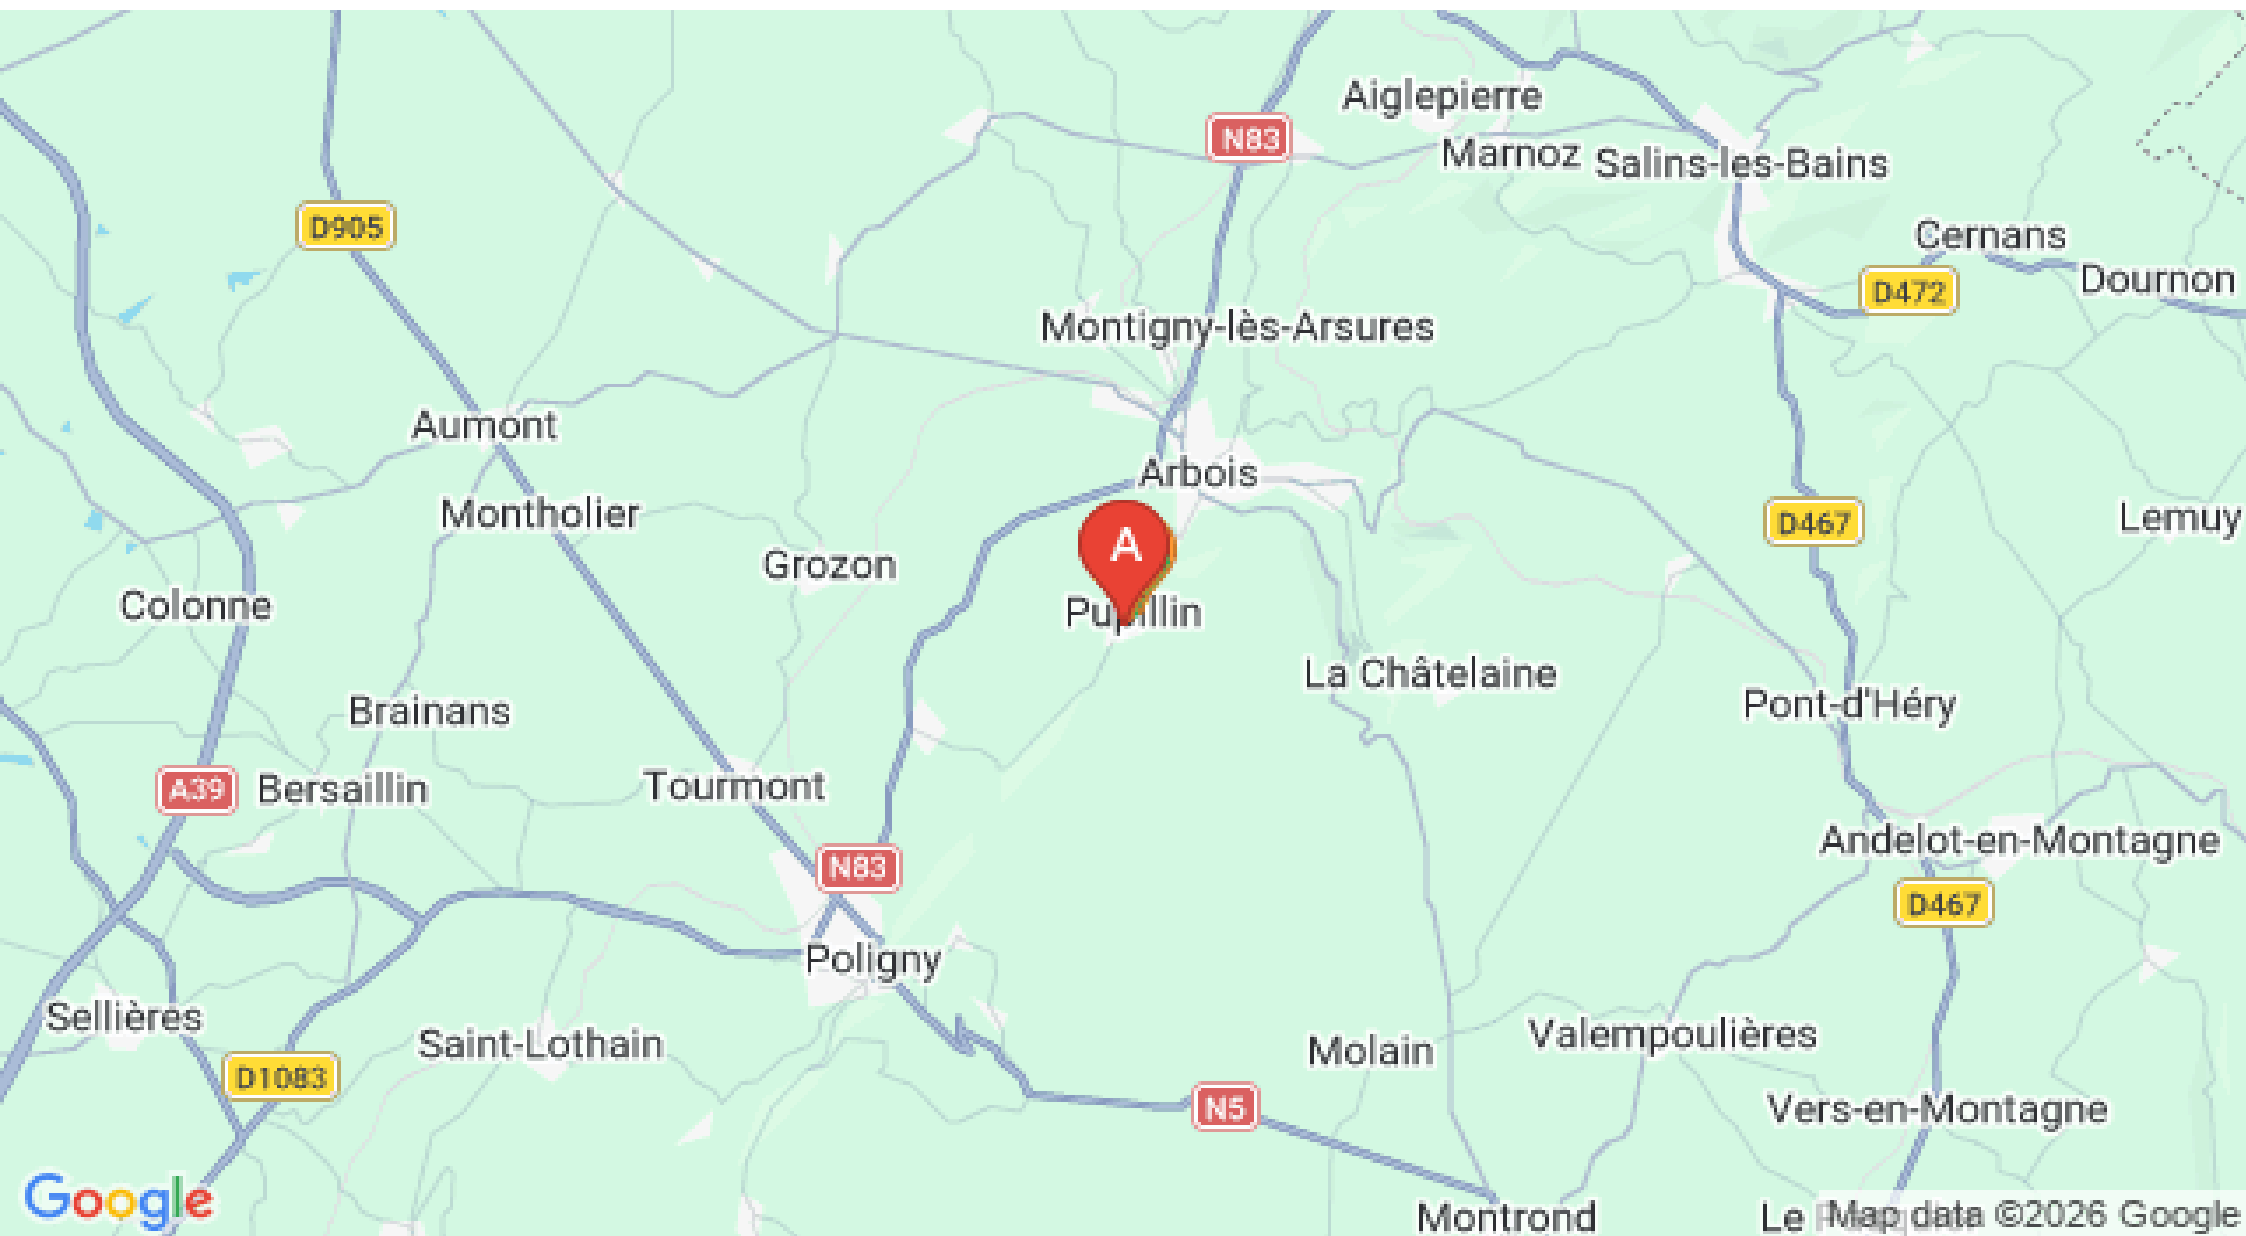 Aiglepierre
N83
Marnoz
Salins-les-Bains
D905
Cernans
Dournon
D472
Montigny-lès-Arsures
Aumont
Arbois
Montholier
D467
Lemuy
A
Grozon
Colonne
Pupillin
La Châtelaine
Pont-d'Héry
Brainans
Tourmont
A39
Bersaillin
Andelot-en-Montagne
N83
D467
Poligny
Sellières
Saint-Lothain
Valempoulières
Molain
D1083
N5
Vers-en-Montagne
Google
Montrond
Le
Map data ©2026 Google